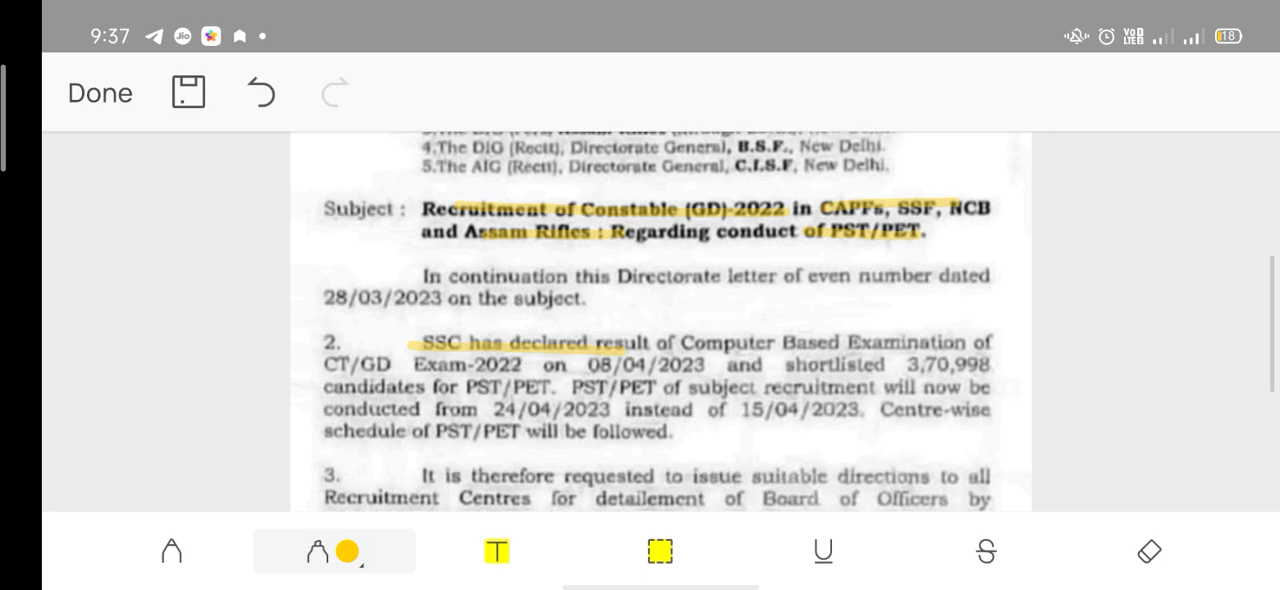 9:37
Jio
Vo
LTE2
18
Done
4.The DIG (Rectt), Directorate General, B.S.F., New Delhi.
5.The AIG (Rectt), Directorate General, C.I.S.F, New Delhi.
Subject : Recruitment of Constable (GD)-2022 in CAPFs, SSF, NCB
and Assam Rifles : Regarding conduct of PST/PET.
In continuation this Directorate letter of even number dated
28/03/2023 on the subject.
2. SSC has declared result of Computer Based Examination of
CT/GD Exam-2022 on 08/04/2023 and shortlisted 3,70,998
candidates for PST/PET. PST/PET of subject recruitment will now be
conducted from 24/04/2023 instead of 15/04/2023. Centre-wise
schedule of PST/PET will be followed.
3. It is therefore requested to issue suitable directions to all
Recruitment Centres for detailement of Board of Officers by
T
U
S